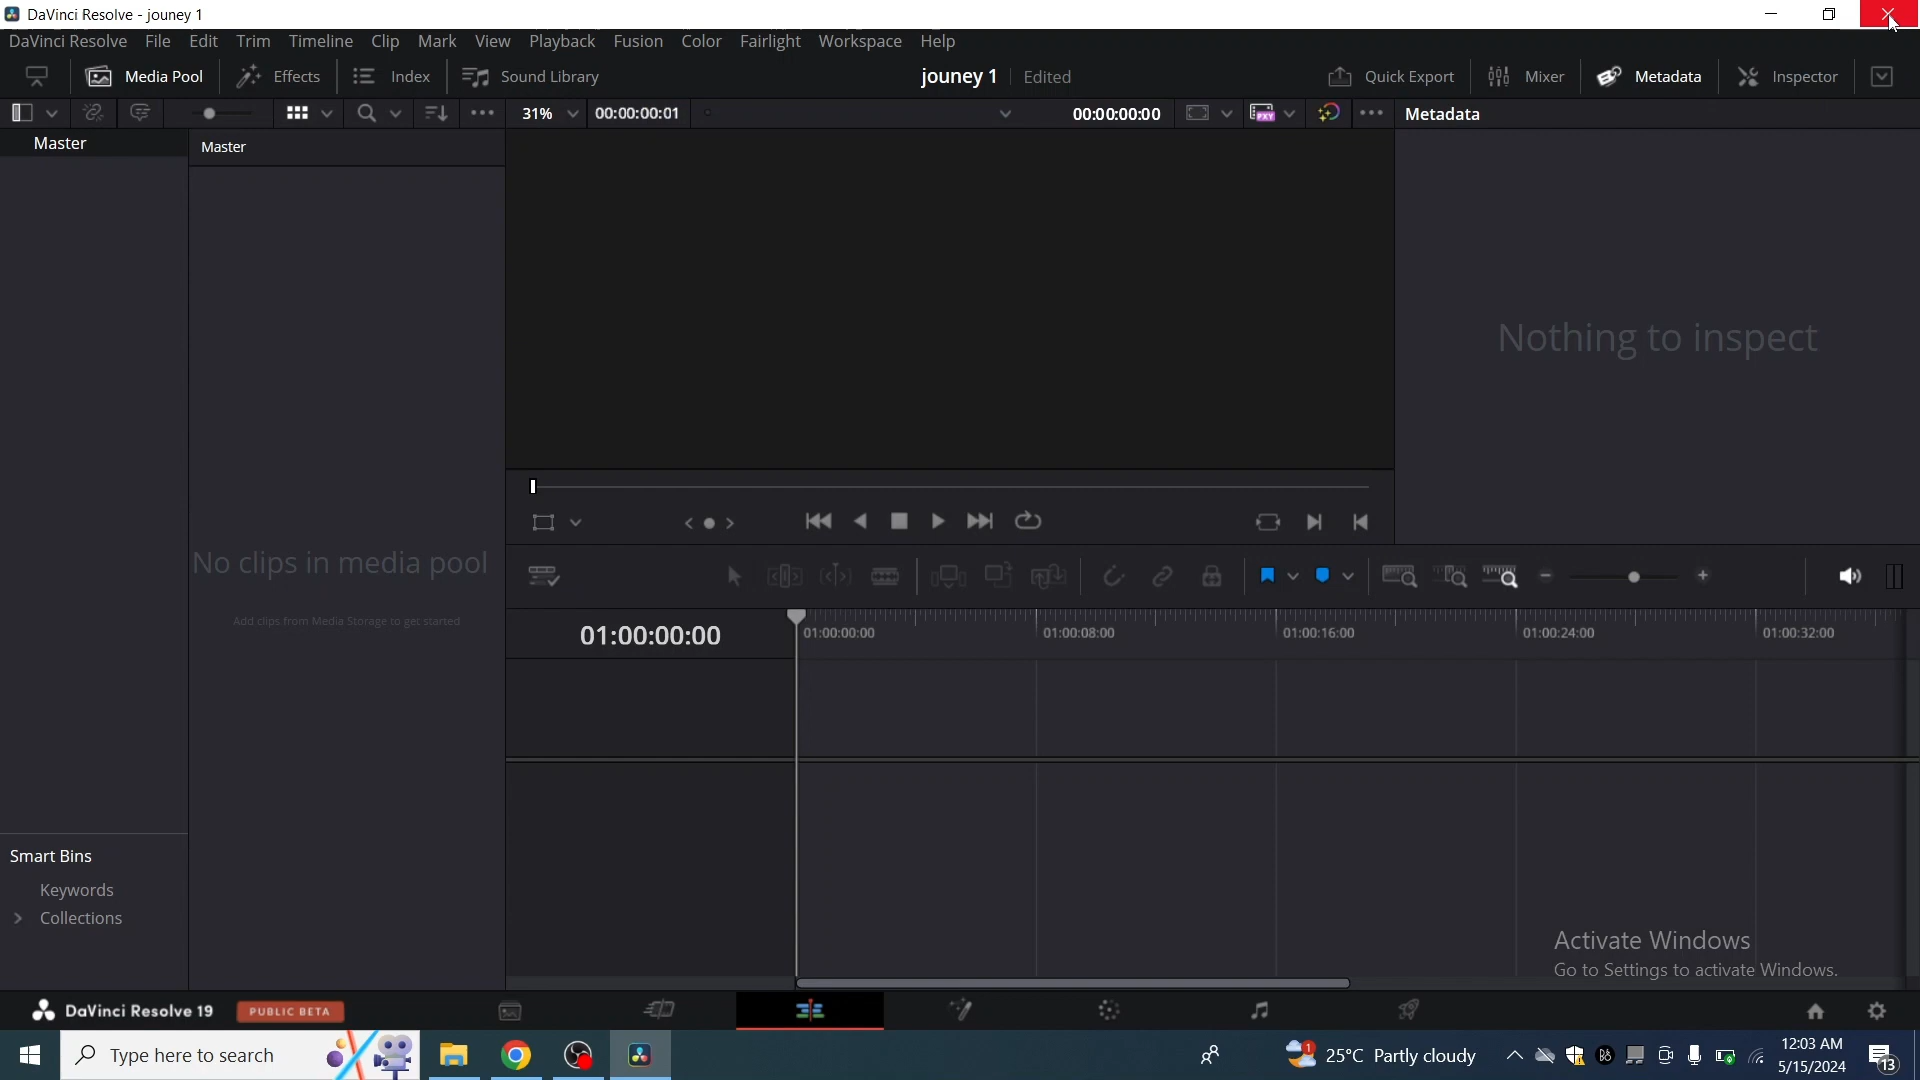 DaVinci Resolve - jouney 1
DaVinci Resolve File Edit Trim Timeline Clip Mark View Playback Fusion Color Fairlight Workspace Help
Media Pool Effects Index Sound Library jouney 1 Edited Quick Export Mixer Metadata Inspector
31% 00:00:00:01 00:00:00:00 PXY Metadata
Master
Master
Nothing to inspect
No clips in media pool
Add clips from Media Storage to get started
01:00:00:00 01:00:00:00 01:00:08:00 01:00:16:00 01:00:24:00 01:00:32:00
Smart Bins
Keywords
Collections
Activate Windows
Go to Settings to activate Windows.
DaVinci Resolve 19 PUBLIC BETA
Type here to search 1 25°C Partly cloudy 12:03 AM
5/15/2024 13